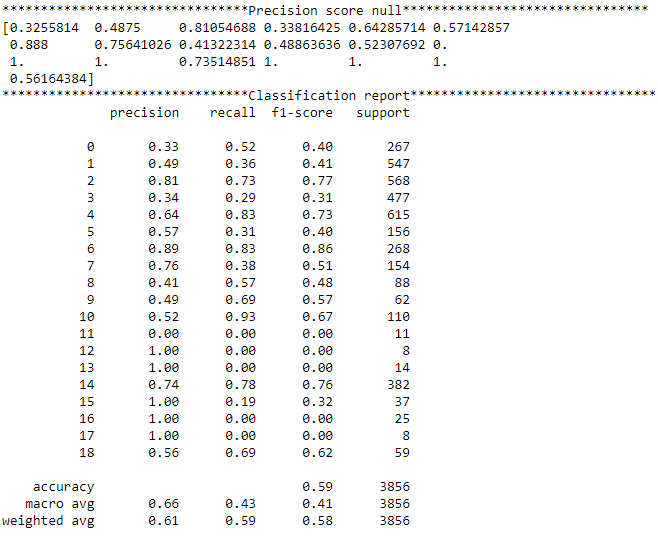 ********************************Precision score null********************************
[0.3255814  0.4875     0.81054688 0.33816425 0.64285714 0.57142857
 0.888      0.75641026 0.41322314 0.48863636 0.52307692 0.
 1.         1.         0.73514851 1.         1.         1.
 0.56164384]
********************************Classification report********************************
              precision    recall  f1-score   support

           0       0.33      0.52      0.40       267
           1       0.49      0.36      0.41       547
           2       0.81      0.73      0.77       568
           3       0.34      0.29      0.31       477
           4       0.64      0.83      0.73       615
           5       0.57      0.31      0.40       156
           6       0.89      0.83      0.86       268
           7       0.76      0.38      0.51       154
           8       0.41      0.57      0.48        88
           9       0.49      0.69      0.57        62
          10       0.52      0.93      0.67       110
          11       0.00      0.00      0.00        11
          12       1.00      0.00      0.00         8
          13       1.00      0.00      0.00        14
          14       0.74      0.78      0.76       382
          15       1.00      0.19      0.32        37
          16       1.00      0.00      0.00        25
          17       1.00      0.00      0.00         8
          18       0.56      0.69      0.62        59

    accuracy                           0.59      3856
   macro avg       0.66      0.43      0.41      3856
weighted avg       0.61      0.59      0.58      3856